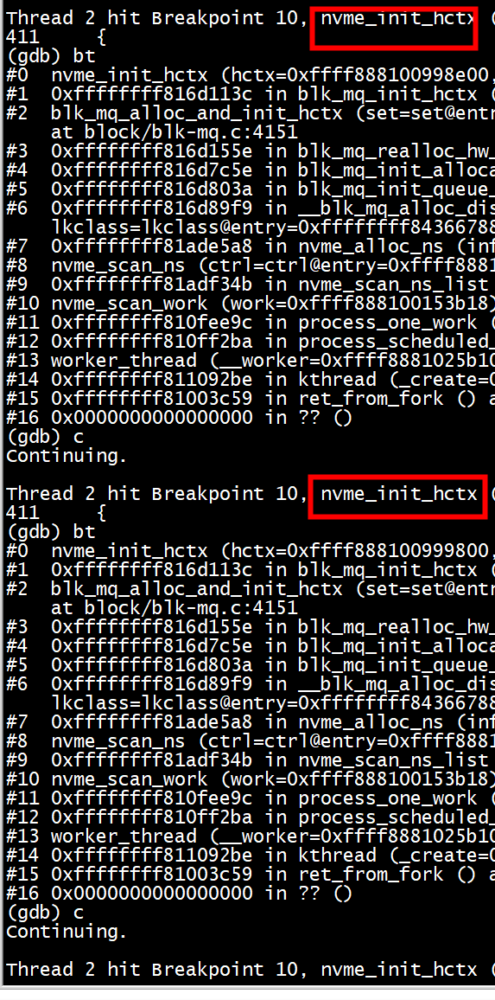 Thread 2 hit Breakpoint 10, nvme_init_hctx (
411     {
(gdb) bt
#0  nvme_init_hctx (hctx=0xffff888100998e00,
#1  0xffffffff816d113c in blk_mq_init_hctx (
#2  blk_mq_alloc_and_init_hctx (set=set@entr
    at block/blk-mq.c:4151
#3  0xffffffff816d155e in blk_mq_realloc_hw_
#4  0xffffffff816d7c5e in blk_mq_init_alloca
#5  0xffffffff816d803a in blk_mq_init_queue_
#6  0xffffffff816d89f9 in __blk_mq_alloc_dis
    lkclass=lkclass@entry=0xffffffff84366788
#7  0xffffffff81ade5a8 in nvme_alloc_ns (inf
#8  nvme_scan_ns (ctrl=ctrl@entry=0xffff8881
#9  0xffffffff81adf34b in nvme_scan_ns_list
#10 nvme_scan_work (work=0xffff888100153b18)
#11 0xffffffff810fee9c in process_one_work (
#12 0xffffffff810ff2ba in process_scheduled_
#13 worker_thread (__worker=0xffff8881025b10
#14 0xffffffff811092be in kthread (_create=0
#15 0xffffffff81003c59 in ret_from_fork () a
#16 0x0000000000000000 in ?? ()
(gdb) c
Continuing.
Thread 2 hit Breakpoint 10, nvme_init_hctx (
411     {
(gdb) bt
#0  nvme_init_hctx (hctx=0xffff888100999800,
#1  0xffffffff816d113c in blk_mq_init_hctx (
#2  blk_mq_alloc_and_init_hctx (set=set@entr
    at block/blk-mq.c:4151
#3  0xffffffff816d155e in blk_mq_realloc_hw_
#4  0xffffffff816d7c5e in blk_mq_init_alloca
#5  0xffffffff816d803a in blk_mq_init_queue_
#6  0xffffffff816d89f9 in __blk_mq_alloc_dis
    lkclass=lkclass@entry=0xffffffff84366788
#7  0xffffffff81ade5a8 in nvme_alloc_ns (inf
#8  nvme_scan_ns (ctrl=ctrl@entry=0xffff8881
#9  0xffffffff81adf34b in nvme_scan_ns_list
#10 nvme_scan_work (work=0xffff888100153b18)
#11 0xffffffff810fee9c in process_one_work (
#12 0xffffffff810ff2ba in process_scheduled_
#13 worker_thread (__worker=0xffff8881025b10
#14 0xffffffff811092be in kthread (_create=0
#15 0xffffffff81003c59 in ret_from_fork () a
#16 0x0000000000000000 in ?? ()
(gdb) c
Continuing.
Thread 2 hit Breakpoint 10, nvme_init_hctx (